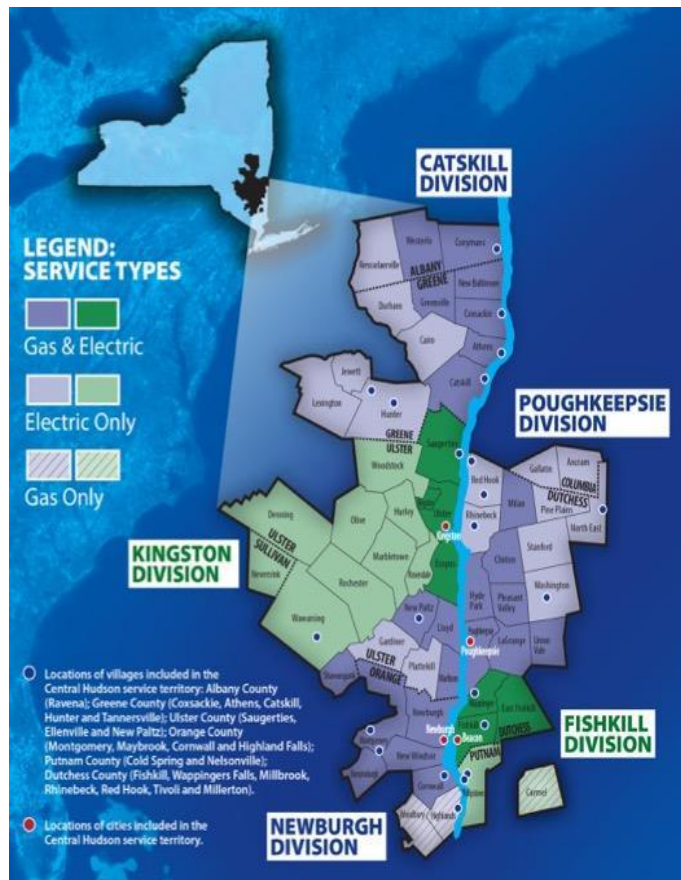 CATSKILL
DIVISION
LEGEND:
SERVICE TYPES
Gas & Electric
Electric Only
Gas Only
Westerlo
Coeymans
Rensselaerville
ALBANY
GREENE
New Baltimore
Durham
Greenville
Coxsackie
Cairo
Athens
Catskill
Jewett
Lexington
Hunter
GREENE
ULSTER
Saugerties
Woodstock
POUGHKEEPSIE
DIVISION
Gallatin
Ancram
COLUMBIA
DUTCHESS
Red Hook
Milan
Pine Plains
North East
Rhinebeck
Stanford
Denning
Olive
Hurley
Ulster
Kingston
ULSTER
SULLIVAN
Neversink
Marbletown
Rosendale
Esopus
Rochester
Wawarsing
KINGSTON
DIVISION
Clinton
Washington
Hyde
Park
Pleasant
Valley
New Paltz
Lloyd
Gardiner
ULSTER
ORANGE
Plattekill
Poughkeepsie
LaGrange
Union
Vale
Shawangunk
Newburgh
East Fishkill
DUTCHESS
PUTNAM
Newburgh
Beacon
FISHKILL
DIVISION
Montgomery
New Windsor
Cornwall
Carmel
Woodbury
Highlands
NEWBURGH
DIVISION
Locations of villages included in the
Central Hudson service territory: Albany County
(Ravena); Greene County (Coxsackie, Athens, Catskill,
Hunter and Tannersville); Ulster County (Saugerties,
Ellenville and New Paltz); Orange County
(Montgomery, Maybrook, Cornwall and Highland Falls);
Putnam County (Cold Spring and Nelsonville);
Dutchess County (Fishkill, Wappingers Falls, Millbrook,
Rhinebeck, Red Hook, Tivoli and Millerton).
Locations of cities included in the
Central Hudson service territory.